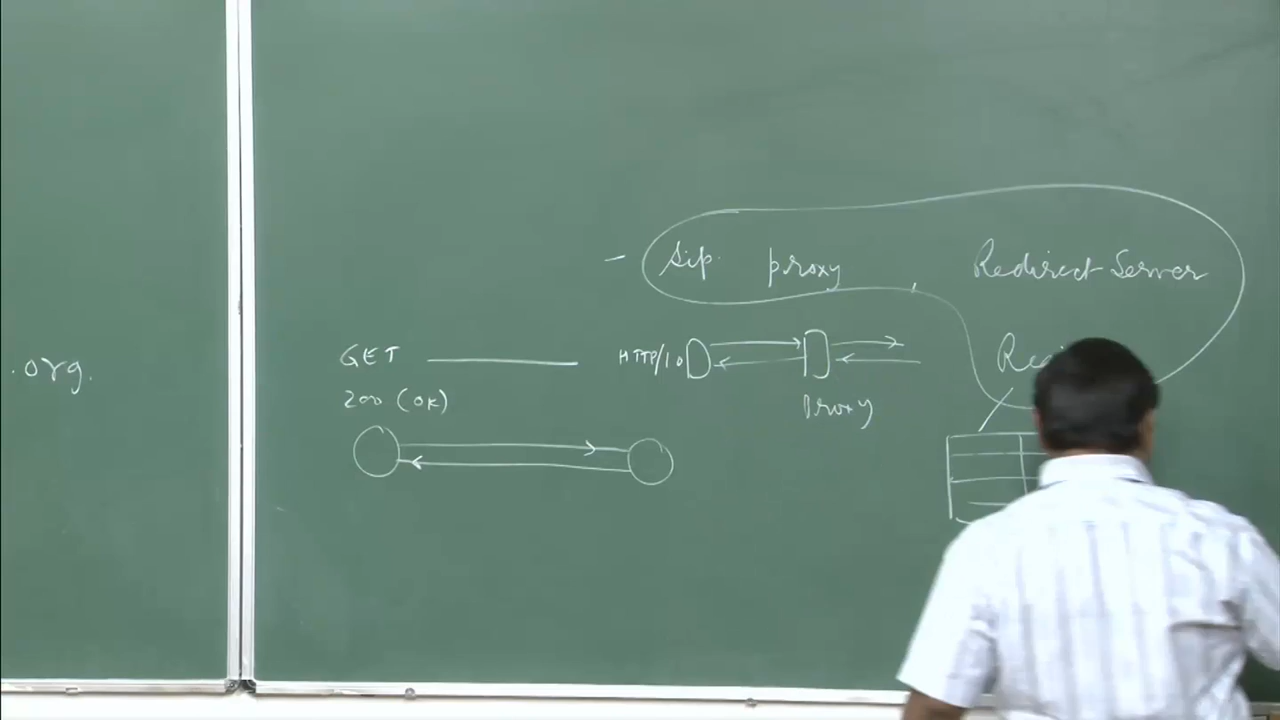 .org.
Sip. proxy Redirect Server
GET HTTP/1.0
200 (OK)
Proxy